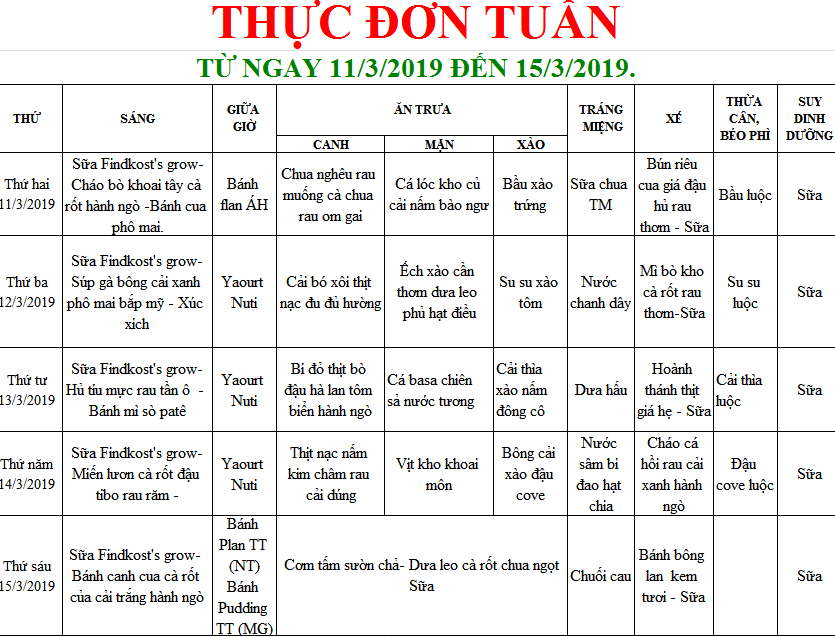 THỰC ĐƠN TUẦN
TỪ NGAY 11/3/2019 ĐẾN 15/3/2019.
THỨ
SÁNG
GIỮA
GIỜ
ĂN TRƯA
CANH
MẶN
XÀO
TRÁNG
MIỆNG
XẾ
THỪA
CÂN,
BÉO PHÌ
SUY
DINH
DƯỠNG
Thứ hai
11/3/2019
Sữa Findkost's grow-
Cháo bò khoai tây cà
rốt hành ngò -Bánh cua
phô mai.
Bánh
flan ÁH
Chua nghêu rau
muống cà chua
rau om gai
Cá lóc kho củ
cải nấm bào ngư
Bầu xào
trứng
Sữa chua
TM
Bún riêu
cua giá đậu
hủ rau
thơm - Sữa
Bầu luộc
Sữa
Thứ ba
12/3/2019
Sữa Findkost's grow-
Súp gà bông cải xanh
phô mai bắp mỹ - Xúc
xích
Yaourt
Nuti
Cải bó xôi thịt
nạc đu đủ hường
Ếch xào cần
thơm dưa leo
phủ hạt điều
Su su xào
tôm
Nước
chanh dây
Mì bò kho
cà rốt rau
thơm-Sữa
Su su
luộc
Sữa
Thứ tư
13/3/2019
Sữa Findkost's grow-
Hủ tíu mực rau tần ô -
Bánh mì sò patê
Yaourt
Nuti
Bí đỏ thịt bò
đậu hà lan tôm
biển hành ngò
Cá basa chiên
sả nước tương
Cải thìa
xào nấm
đông cô
Dưa hấu
Hoành
thánh thịt
giá hẹ - Sữa
Cải thìa
luộc
Sữa
Thứ năm
14/3/2019
Sữa Findkost's grow-
Miến lươn cà rốt đậu
tibo rau răm -
Yaourt
Nuti
Thịt nạc nấm
kim châm rau
cải dúng
Vịt kho khoai
môn
Bông cải
xào đậu
cove
Nước
sâm bí
đao hạt
chia
Cháo cá
hồi rau cải
xanh hành
ngò
Đậu
cove luộc
Sữa
Thứ sáu
15/3/2019
Sữa Findkost's grow-
Bánh canh cua cà rốt
củ cải trắng hành ngò
Bánh
Plan TT
(NT)
Bánh
Pudding
TT (MG)
Cơm tấm sườn chả- Dưa leo cà rốt chua ngọt
Sữa
Chuối cau
Bánh bông
lan kem
tươi - Sữa
Sữa